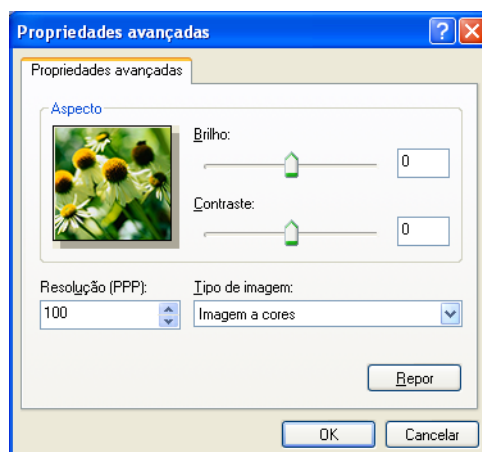 Propriedades avançadas
Propriedades avançadas
Aspecto
Brilho:
0
Contraste:
0
Resolução (PPP): Tipo de imagem:
100 Imagem a cores
Repor
OK Cancelar